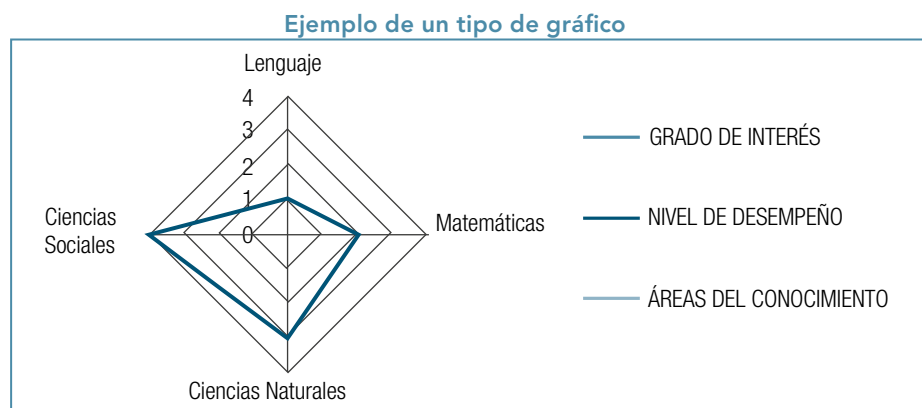 Ejemplo de un tipo de gráfico
Lenguaje
4
3
2
1
0
Ciencias
Sociales
Matemáticas
Ciencias Naturales
GRADO DE INTERÉS
NIVEL DE DESEMPEÑO
ÁREAS DEL CONOCIMIENTO